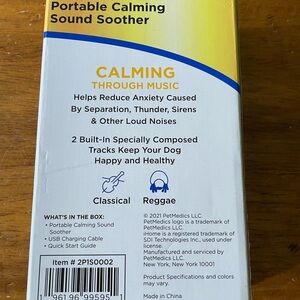 Portable Calming
Sound Soother
CALMING
THROUGH MUSIC
Helps Reduce Anxiety Caused
By Separation, Thunder, Sirens
& Other Loud Noises
2 Built-In Specially Composed
Tracks Keep Your Dog
Happy and Healthy
Classical Reggae
WHAT'S IN THE BOX:
• Portable Calming Sound
Soother
• USB Charging Cable
• Quick Start Guide
Item # 2P1S0002
© 2021 PetMedics LLC.
PetMedics logo is a trademark of
PetMedics LLC.
iHome is a registered trademark of
SDI Technologies Inc., used under
license.
Manufactured by
PetMedics LLC.
New York, New York 10001
Product Specifications and colors
may vary.
Made in China